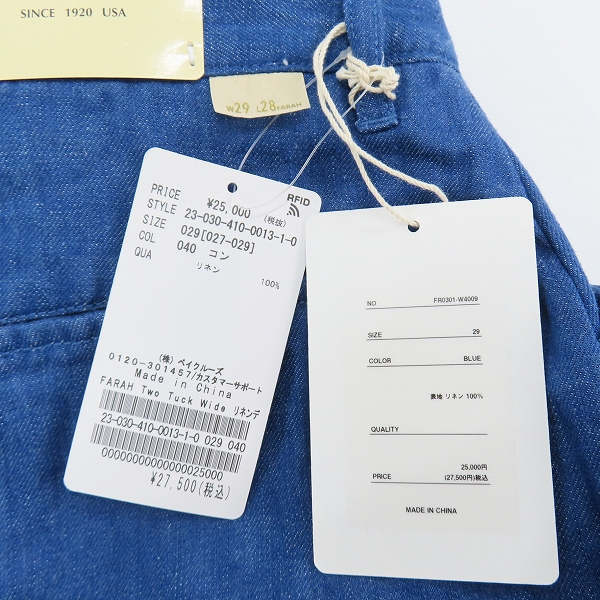 SINCE 1920 USA
W29 L28 FARAH
RFID
PRICE ¥25,000 (税抜)
STYLE 23-030-410-0013-1-0
SIZE 029[027-029]
COL 040 コン
QUA リネン 100%
(株) ベイクルーズ
0120-301457/カスタマーサポート
Made in China
FARAH Two Tuck Wide リネンデ
23-030-410-0013-1-0 029 040
0000000000000000025000
¥27,500(税込)
NO FR0301-W4009
SIZE 29
COLOR BLUE
表地 リネン 100%
QUALITY
25,000円
PRICE (27,500円)税込
MADE IN CHINA